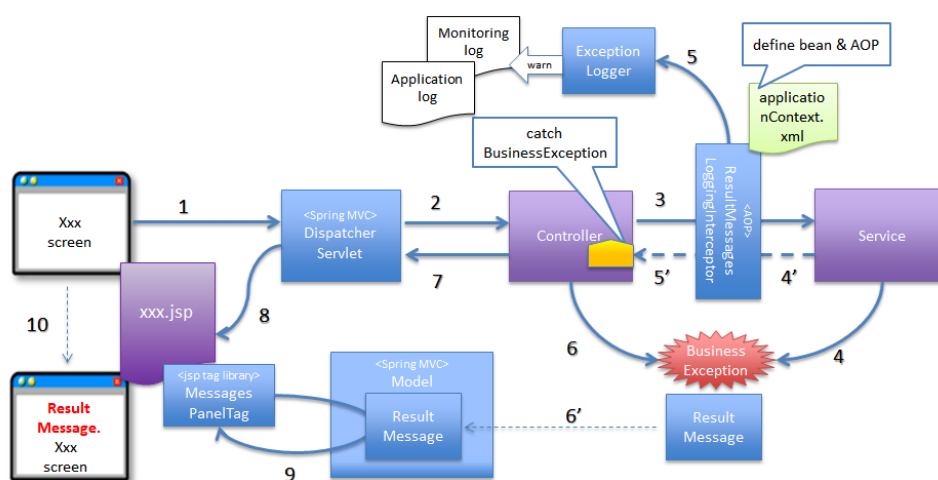 Monitoring
log
Application
log
warn
Exception
Logger
5
define bean & AOP
applicatio
nContext.
xml
catch
BusinessException
Xxx
screen
1
<Spring MVC>
Dispatcher
Servlet
2
Controller
3
<AOP>
ResultMessages
LoggingInterceptor
Service
7
5’
4’
xxx.jsp
8
10
6
Business
Exception
4
<jsp tag library>
Messages
PanelTag
<Spring MVC>
Model
Result
Message
6’
Result
Message
9
Result
Message.
Xxx
screen